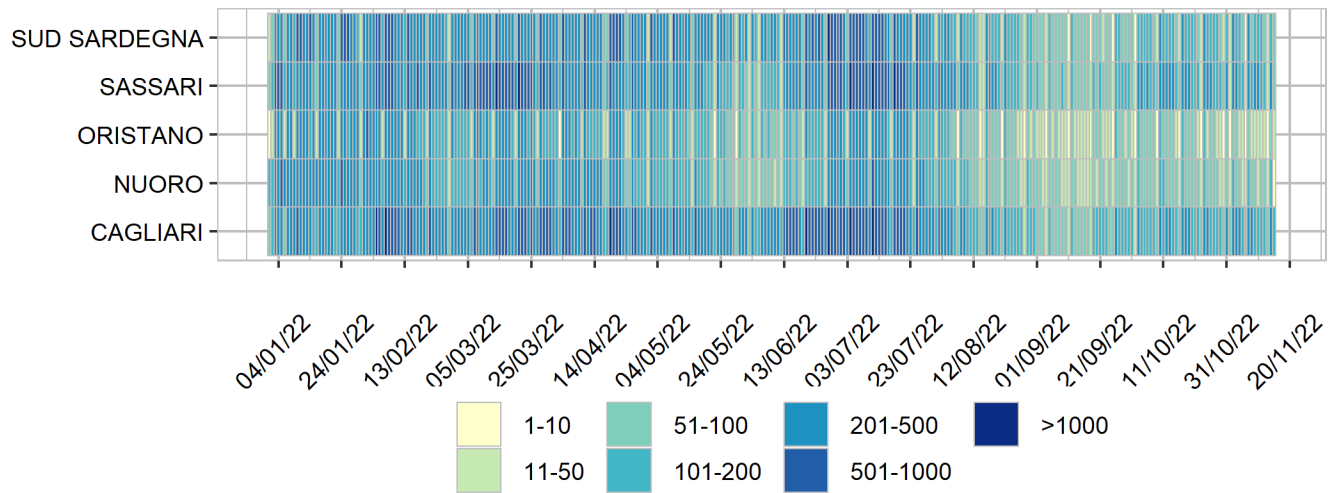 SUD SARDEGNA
SASSARI
ORISTANO
NUORO
CAGLIARI
04/01/22 24/01/22 13/02/22 05/03/22 25/03/22 14/04/22 04/05/22 24/05/22 13/06/22 03/07/22 23/07/22 12/08/22 01/09/22 21/09/22 11/10/22 31/10/22 20/11/22
1-10 51-100 201-500 >1000
11-50 101-200 501-1000